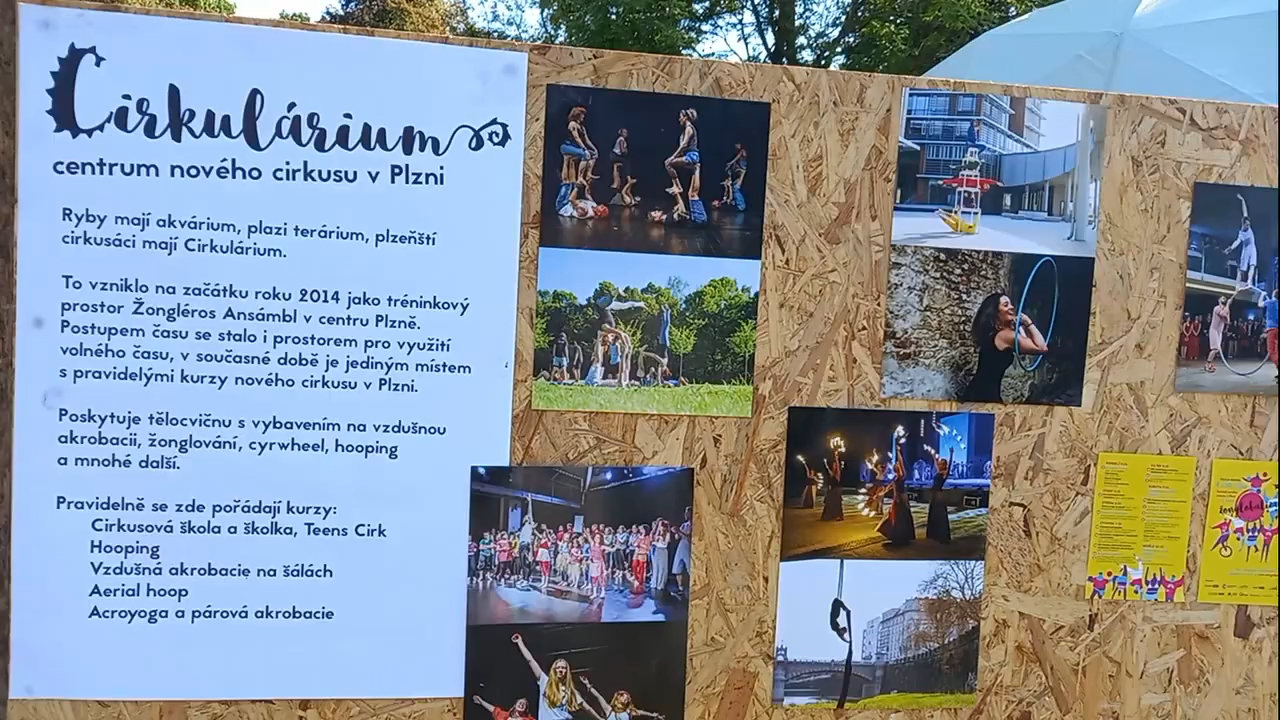 Cirkulárium
centrum nového cirkusu v Plzni
Ryby mají akvárium, plazi terárium, plzeňští
cirkusáci mají Cirkulárium.
To vzniklo na začátku roku 2014 jako tréninkový
prostor Žongléros Ansámbl v centru Plzně.
Postupem času se stalo i prostorem pro využití
volného času, v současné době je jediným místem
s pravidelými kurzy nového cirkusu v Plzni.
Poskytuje tělocvičnu s vybavením na vzdušnou
akrobacii, žonglování, cyrwheel, hooping
a mnohé další.
Pravidelně se zde pořádají kurzy:
Cirkusová škola a školka, Teens Cirk
Hooping
Vzdušná akrobacie na šálách
Aerial hoop
Acroyoga a párová akrobacie